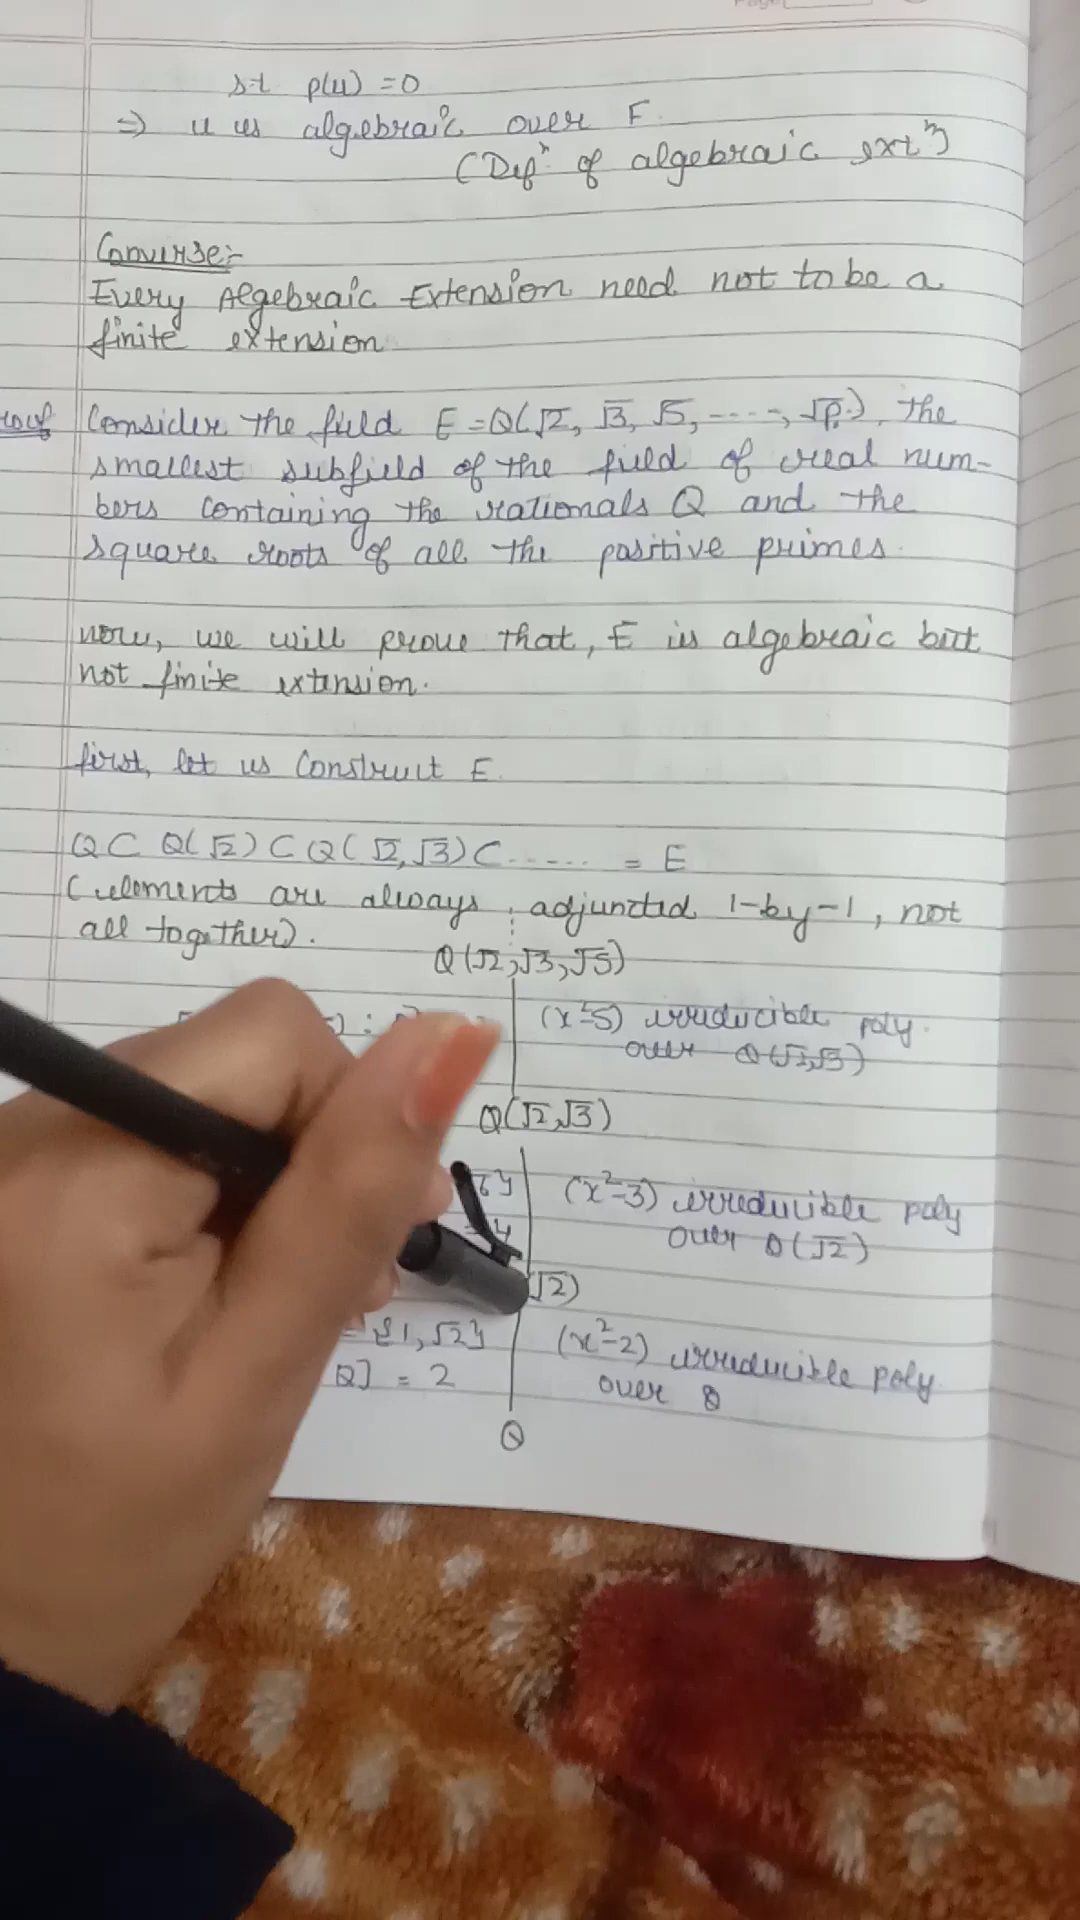 s.t p(u) = 0
⇒ u is algebraic over F.
(Defⁿ of algebraic extⁿ)
Converse:-
Every Algebraic Extension need not to be a
finite extension
Consider the field E = Q(√2, √3, √5, ----, √p.). The
smallest subfield of the field of real num-
bers containing the rationals Q and the
square roots of all the positive primes.
now, we will prove that, E is algebraic but
not finite extension.
first, let us Construct E.
Q ⊂ Q(√2) ⊂ Q(√2,√3) ⊂ ...... = E
(elements are always adjuncted 1-by-1, not
all together).
Q(√2,√3,√5)
(x²-5) irreducible poly.
over Q(√2,√3)
Q(√2,√3)
(x²-3) irreducible poly
over Q(√2)
√2)
= {1,√2} (x²-2) irreducible poly.
Q] = 2 over Q
Q